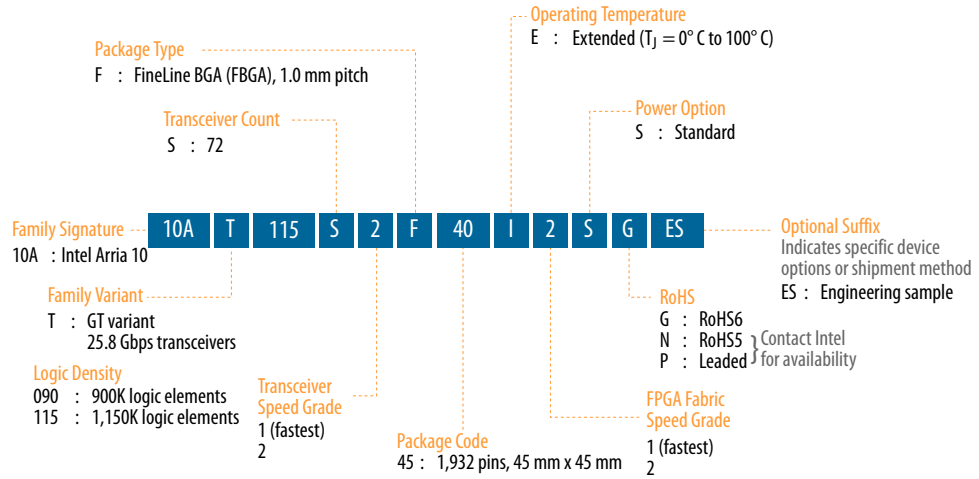 Operating Temperature
E : Extended (TJ = 0° C to 100° C)
Package Type
F : FineLine BGA (FBGA), 1.0 mm pitch
Transceiver Count
S : 72
Power Option
S : Standard
Family Signature
10A : Intel Arria 10
10A T 115 S 2 F 40 I 2 S G ES
Optional Suffix
Indicates specific device
options or shipment method
ES : Engineering sample
Family Variant
T : GT variant
25.8 Gbps transceivers
RoHS
G : RoHS6
N : RoHS5
P : Leaded
} Contact Intel
for availability
Logic Density
090 : 900K logic elements
115 : 1,150K logic elements
Transceiver
Speed Grade
1 (fastest)
2
Package Code
45 : 1,932 pins, 45 mm x 45 mm
FPGA Fabric
Speed Grade
1 (fastest)
2